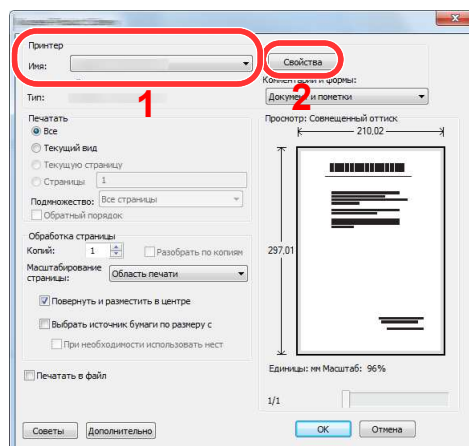 Принтер
Имя:
Свойства
1
2
Комментарии и формы:
Тип:
Документ и пометки
Печатать
Все
Текущий вид
Текущую страницу
Страницы 1
Подмножество: Все страницы
Обратный порядок
Просмотр: Совмещенный оттиск
210,02
297,01
Обработка страницы
Копий: 1 Разобрать по копиям
Масштабирование
страницы: Область печати
Повернуть и разместить в центре
Выбрать источник бумаги по размеру с
При необходимости использовать нест
Единицы: мм Масштаб: 96%
Печатать в файл
1/1
Советы Дополнительно OK Отмена